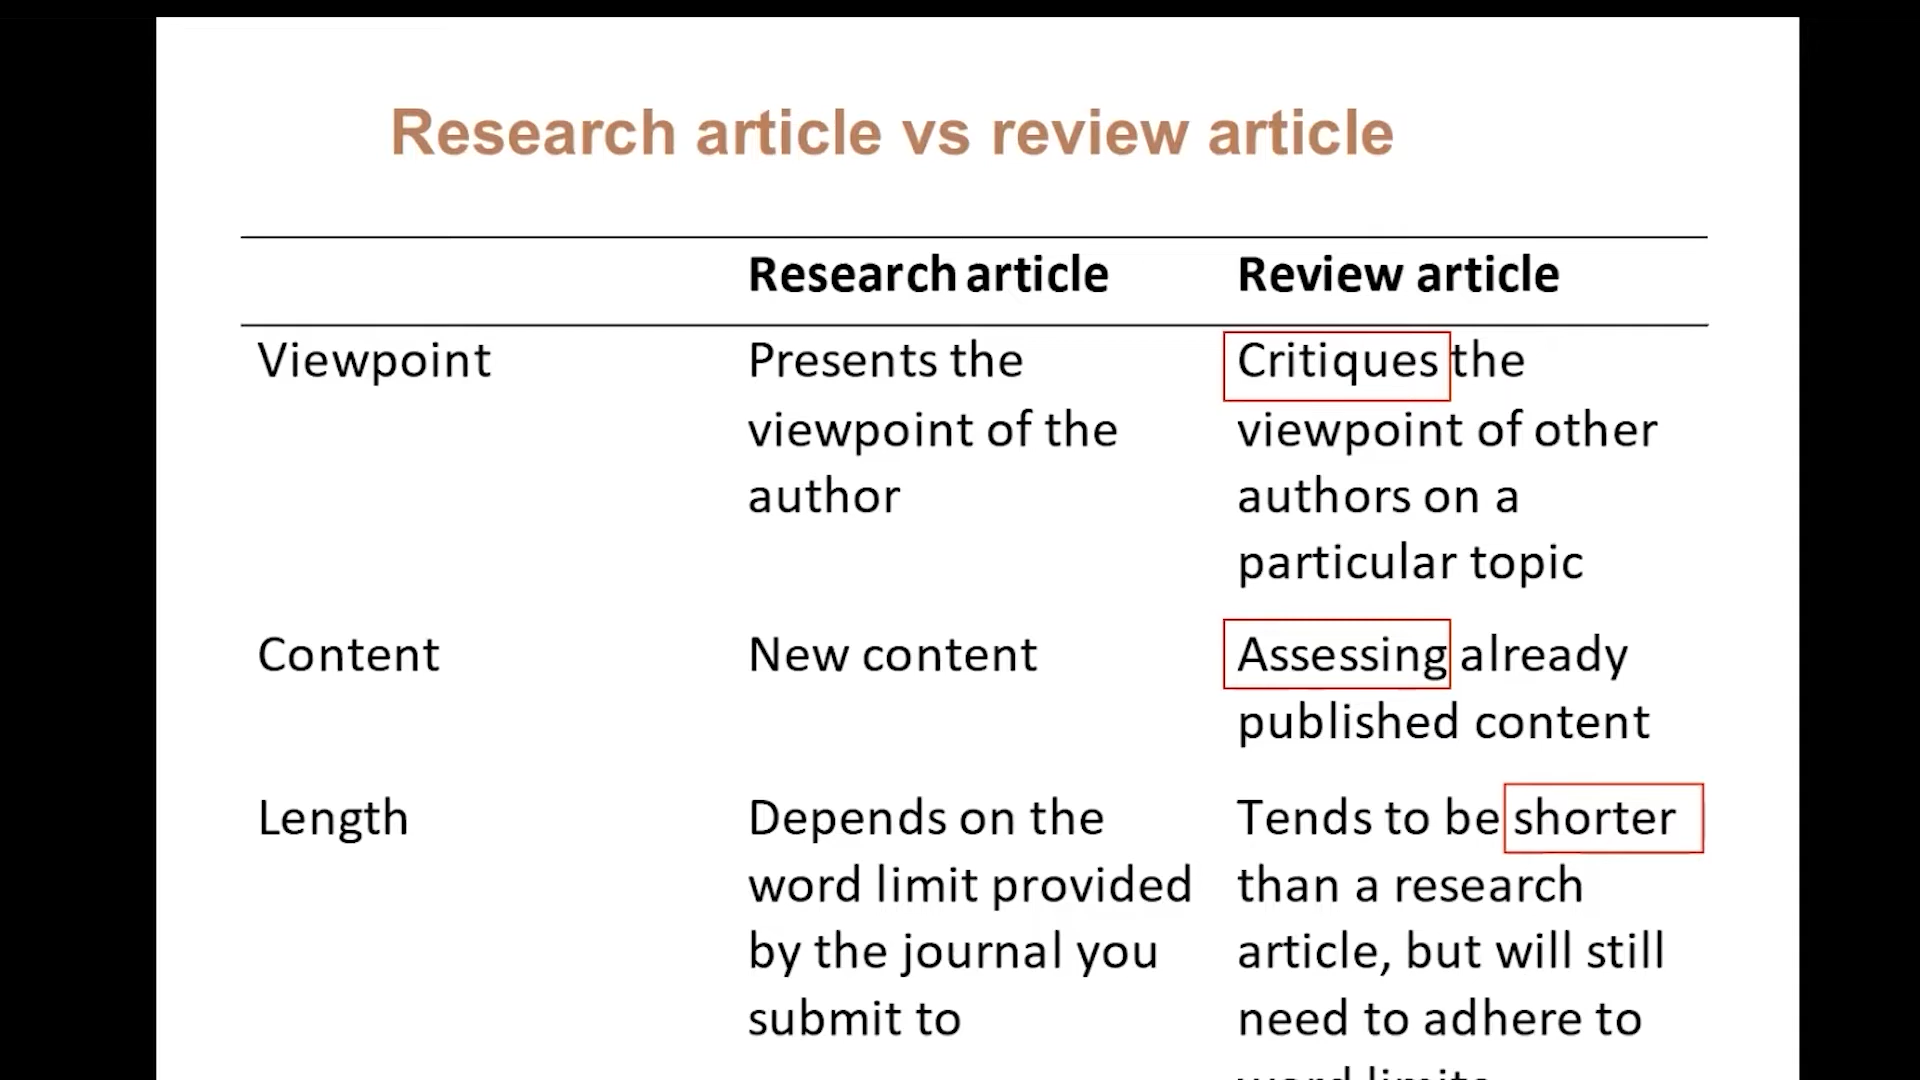 Research article vs review article
Research article
Review article
Viewpoint
Presents the
viewpoint of the
author
Critiques the
viewpoint of other
authors on a
particular topic
Content
New content
Assessing already
published content
Length
Depends on the
word limit provided
by the journal you
submit to
Tends to be shorter
than a research
article, but will still
need to adhere to
word limits